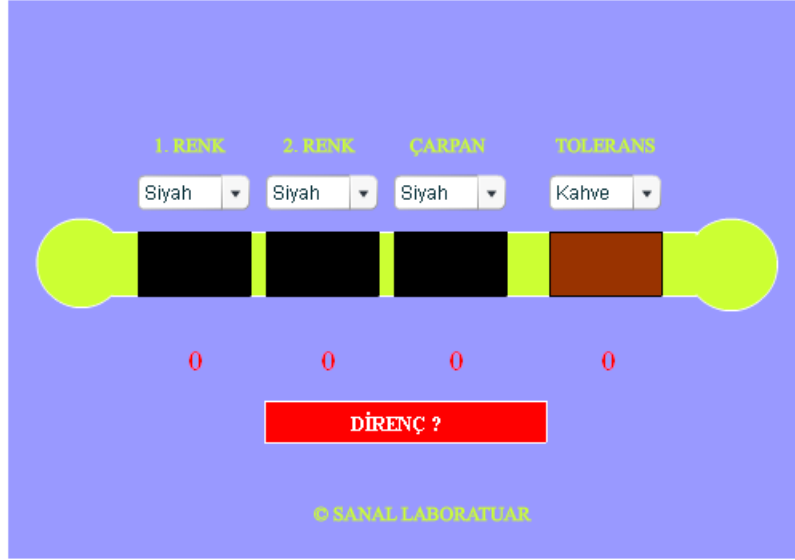 1. RENK 2. RENK ÇARPAN TOLERANS
Siyah Siyah Siyah Kahve
0 0 0 0
DİRENÇ ?
© SANAL LABORATUAR